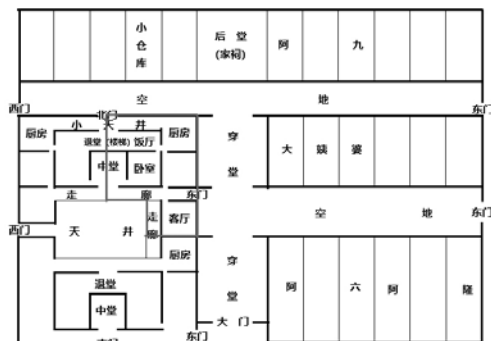 小仓库
后 堂
(家祠)
阿
九
空 地
西门
北门
东门
小 天 井
厨房
厨房
退堂(楼梯)
饭厅
中堂
卧室
穿堂
大
姨
婆
走 廊
东门
东门
天 井
走廊
客厅
空 地
西门
厨房
退堂
中堂
穿堂
阿
六
阿
隆
大 门
东门